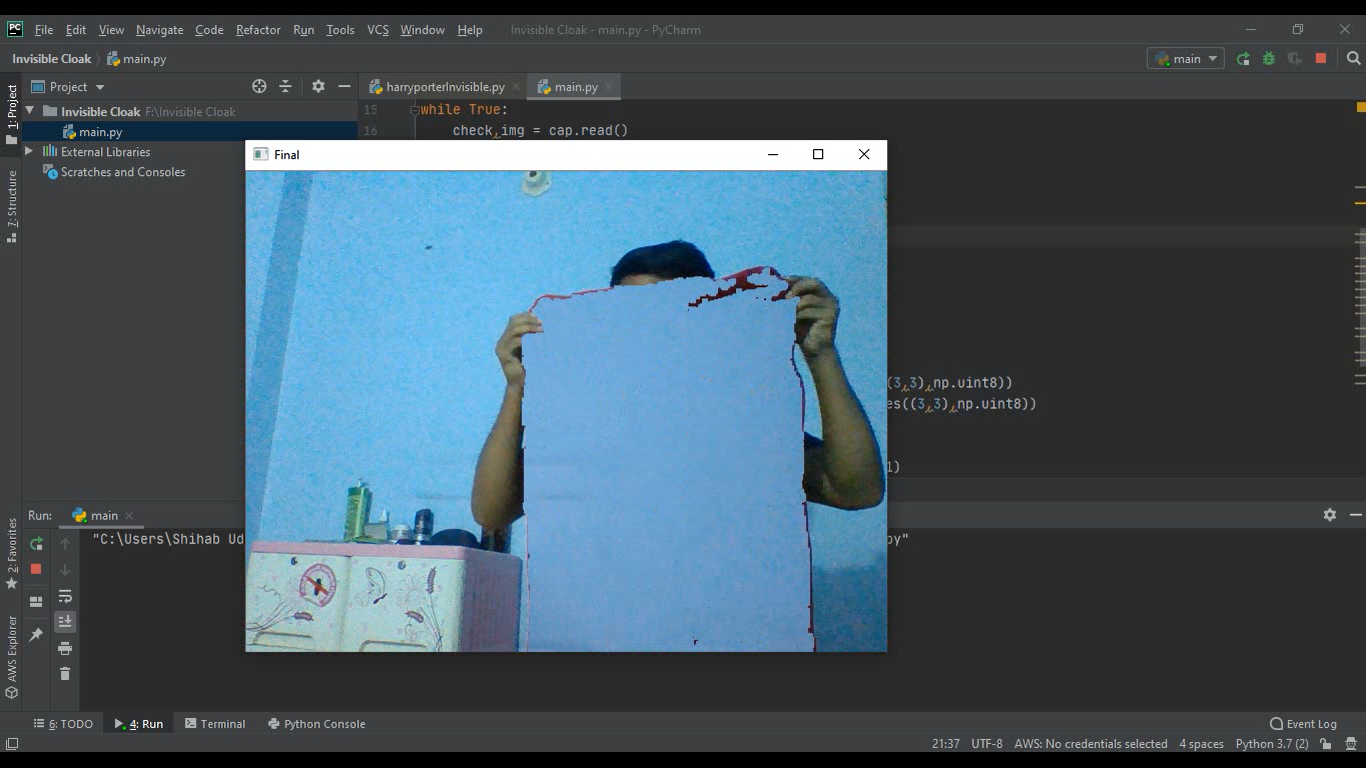 PC File Edit View Navigate Code Refactor Run Tools VCS Window Help Invisible Cloak - main.py - PyCharm
Invisible Cloak main.py main
1: Project
Project harryporterInvisible.py main.py
Invisible Cloak F:\Invisible Cloak
main.py
External Libraries
Scratches and Consoles
7: Structure
15 while True:
16 check,img = cap.read()
Final
(3,3),np.uint8))
es((3,3),np.uint8))
1)
Run: main
"C:\Users\Shihab Ud
py"
2: Favorites
AWS Explorer
6: TODO 4: Run Terminal Python Console Event Log
21:37 UTF-8 AWS: No credentials selected 4 spaces Python 3.7 (2)